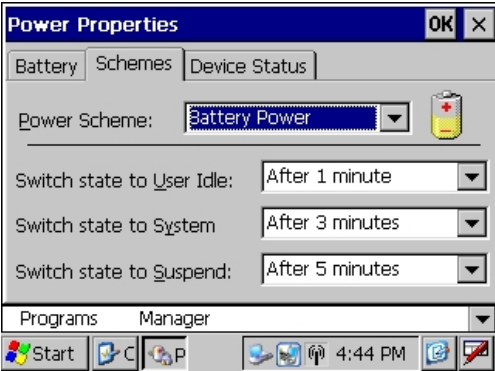 Power Properties OK ×
Battery Schemes Device Status
Power Scheme: Battery Power
Switch state to User Idle: After 1 minute
Switch state to System After 3 minutes
Switch state to Suspend: After 5 minutes
Programs Manager
Start C P 4:44 PM